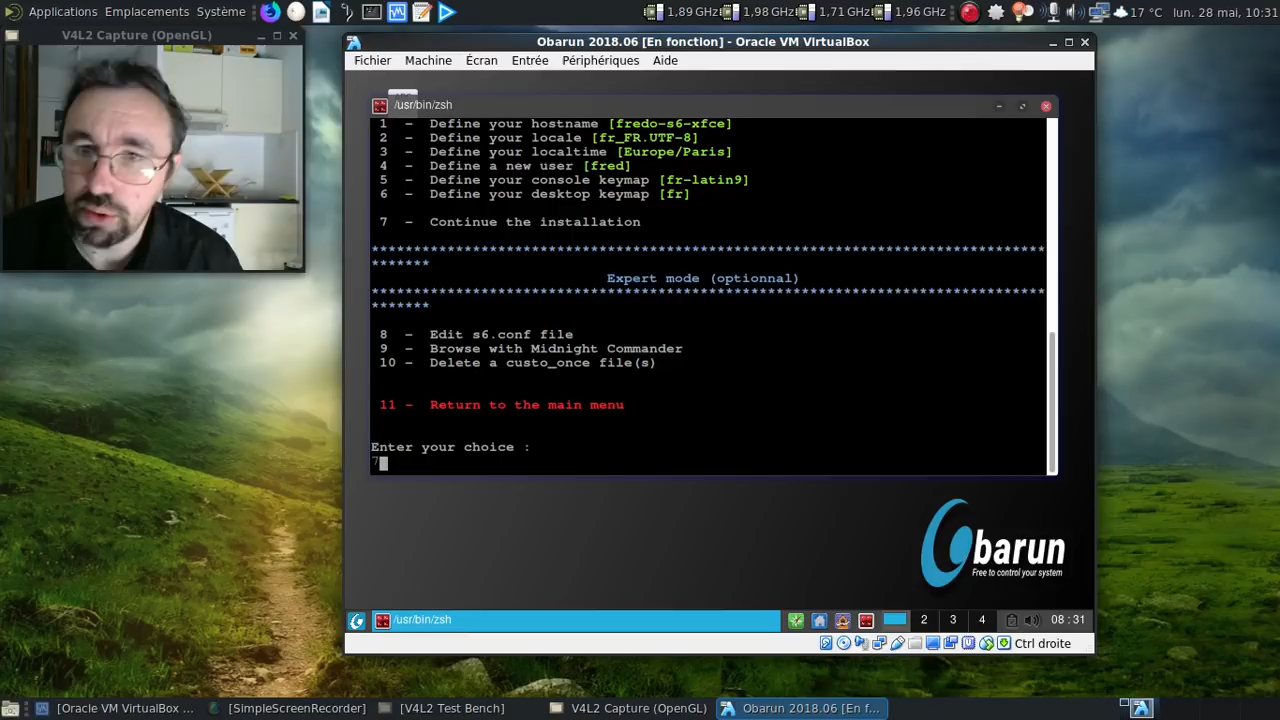 Applications Emplacements Système
1,89 GHz 1,98 GHz 1,71 GHz 1,96 GHz 17 °C lun. 28 mai, 10:31
V4L2 Capture (OpenGL)
Obarun 2018.06 [En fonction] - Oracle VM VirtualBox
Fichier Machine Écran Entrée Périphériques Aide
/usr/bin/zsh
1 - Define your hostname [fredo-s6-xfce]
2 - Define your locale [fr_FR.UTF-8]
3 - Define your localtime [Europe/Paris]
4 - Define a new user [fred]
5 - Define your console keymap [fr-latin9]
6 - Define your desktop keymap [fr]
7 - Continue the installation
********************************************************************************
*******
Expert mode (optionnal)
********************************************************************************
*******
8 - Edit s6.conf file
9 - Browse with Midnight Commander
10 - Delete a custo_once file(s)
11 - Return to the main menu
Enter your choice :
7
Obarun
Free to control your system
/usr/bin/zsh 2 3 4 08:31
Ctrl droite
[Oracle VM VirtualBox ... [SimpleScreenRecorder] [V4L2 Test Bench] V4L2 Capture (OpenGL) Obarun 2018.06 [En f...